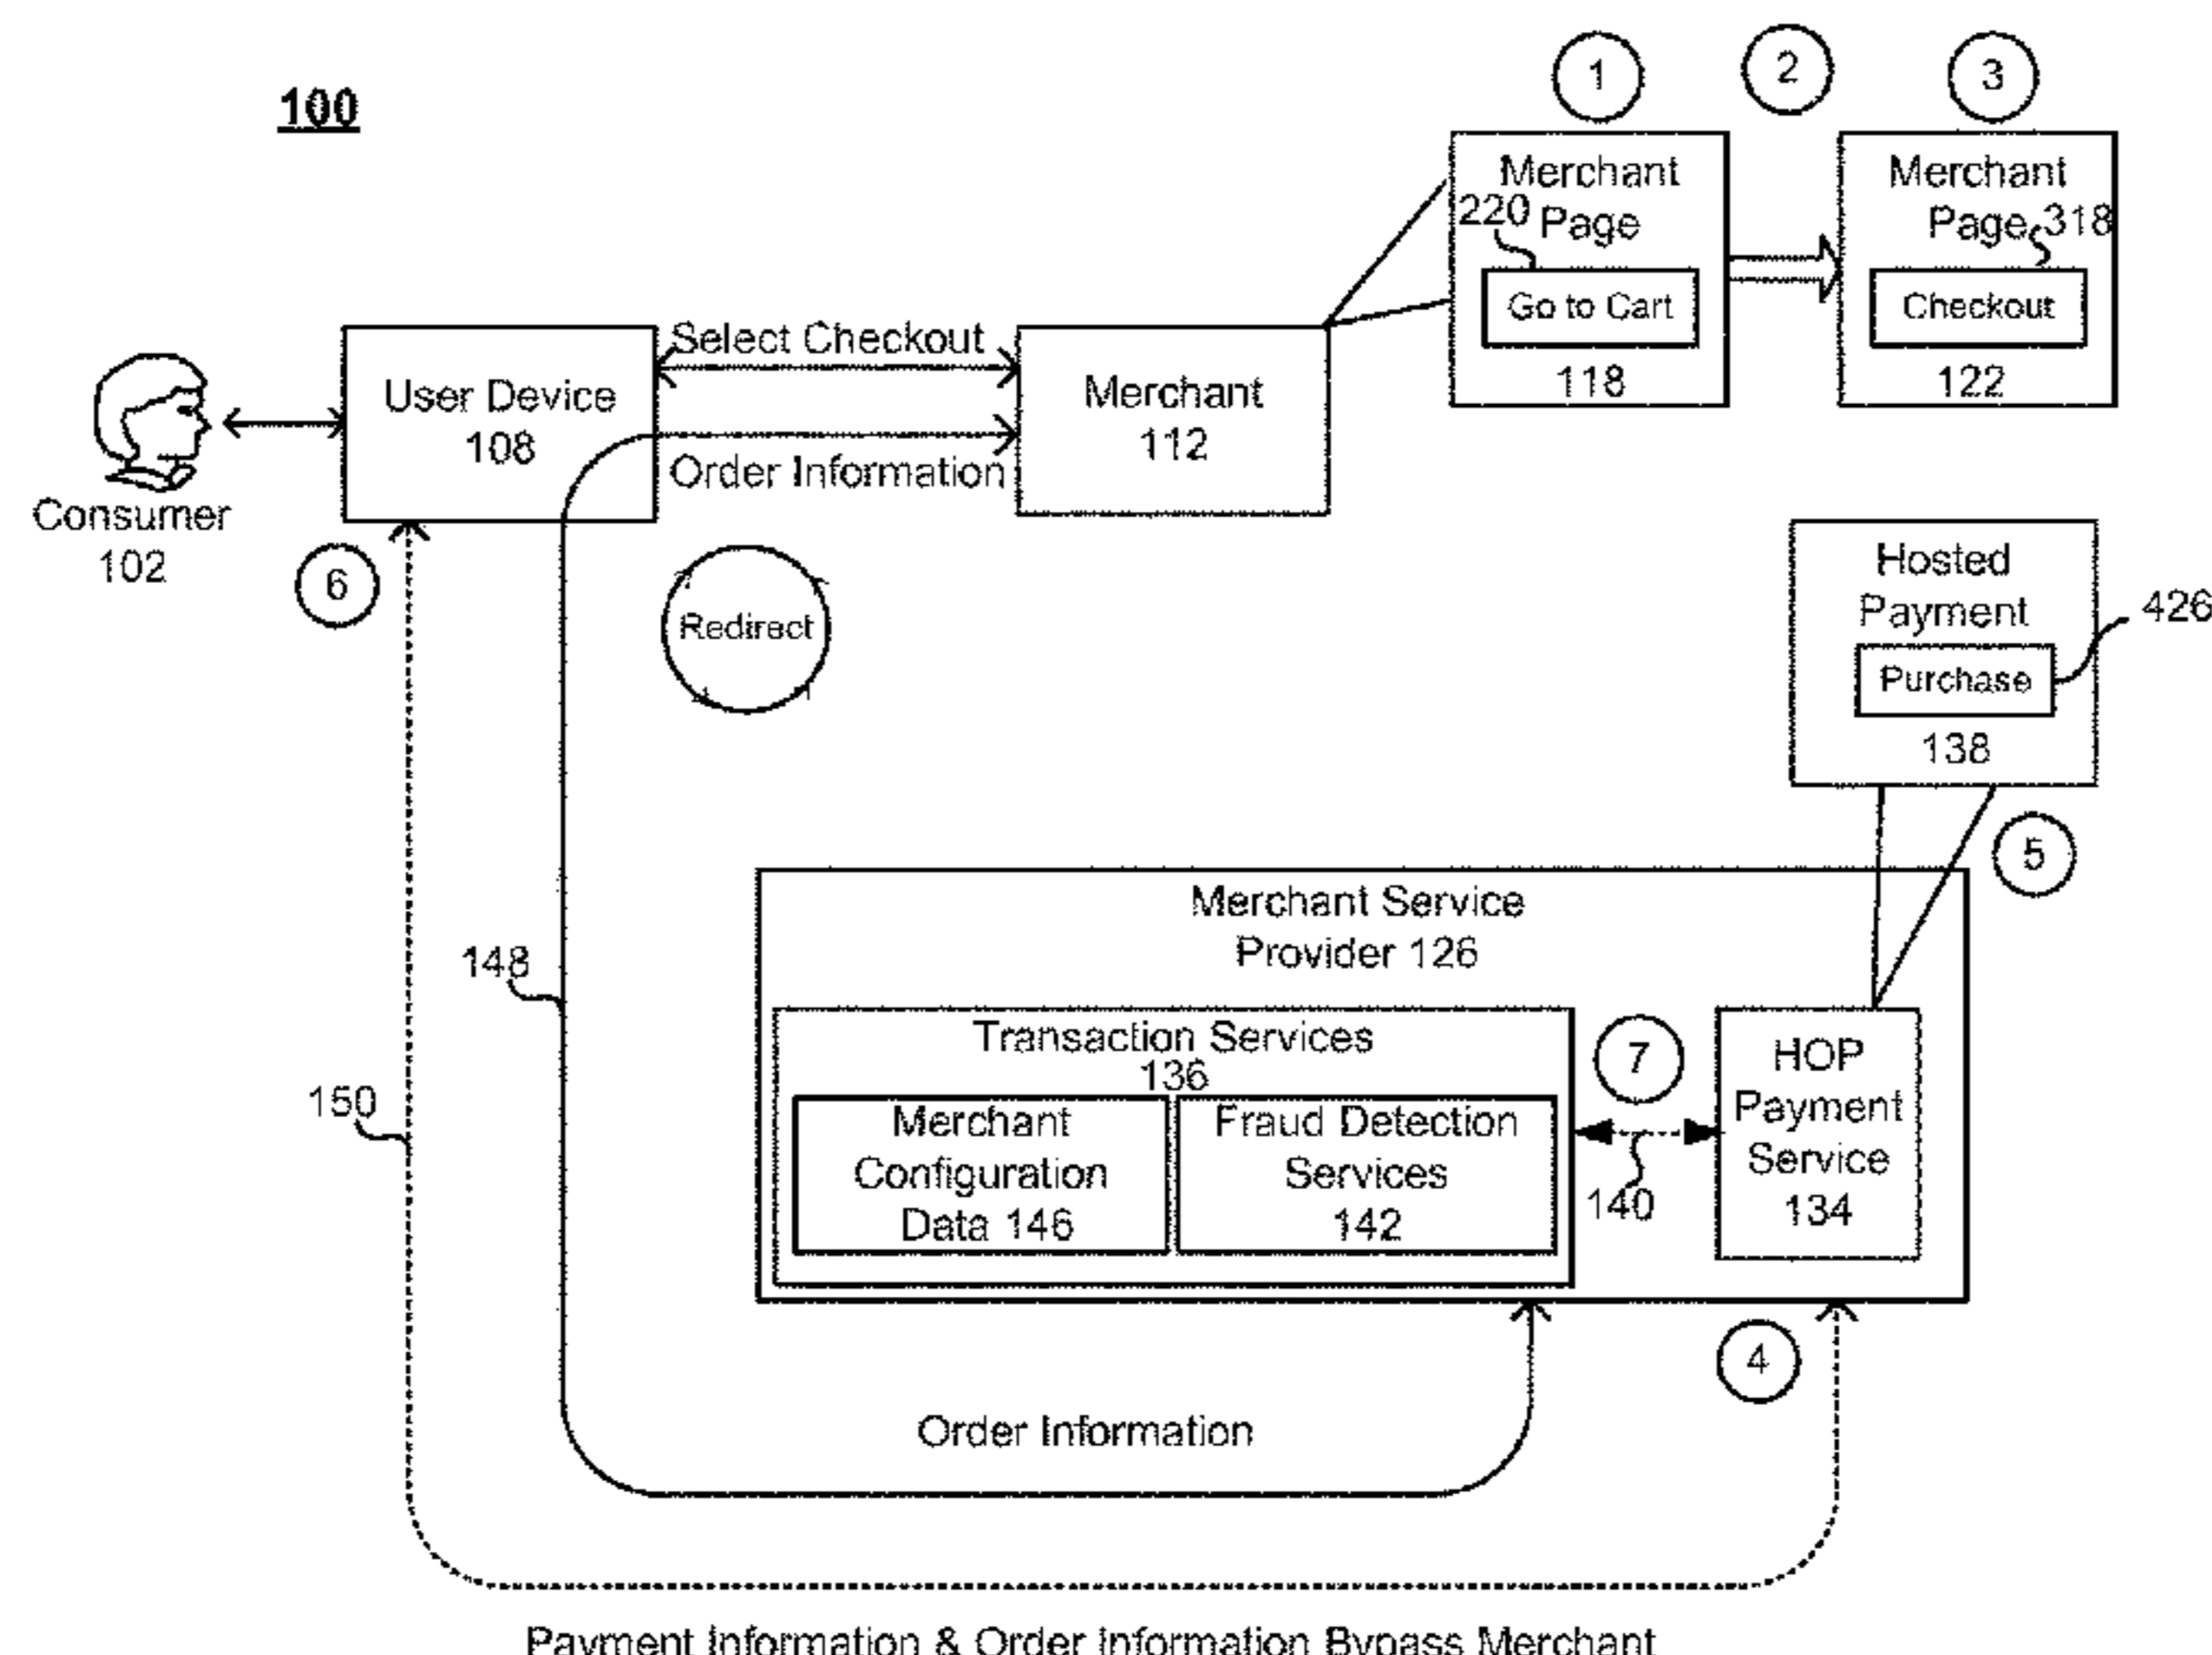 100
1
2
3
Merchant
Page
220
Go to Cart
118
Merchant
Page
318
Checkout
122
Select Checkout
User Device
108
Merchant
112
Order Information
Consumer
102
6
Redirect
Hosted
Payment
Purchase
138
426
5
Merchant Service
Provider 126
148
Transaction Services
136
7
HOP
Payment
Service
134
150
Merchant
Configuration
Data 146
Fraud Detection
Services
142
140
4
Order Information
Payment Information & Order Information Bypass Merchant